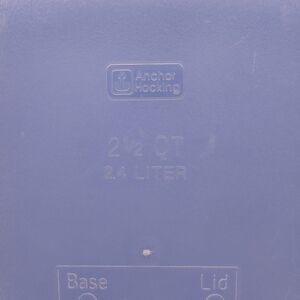 Anchor
Hocking
2½ QT
2.4 LITER
Base Lid